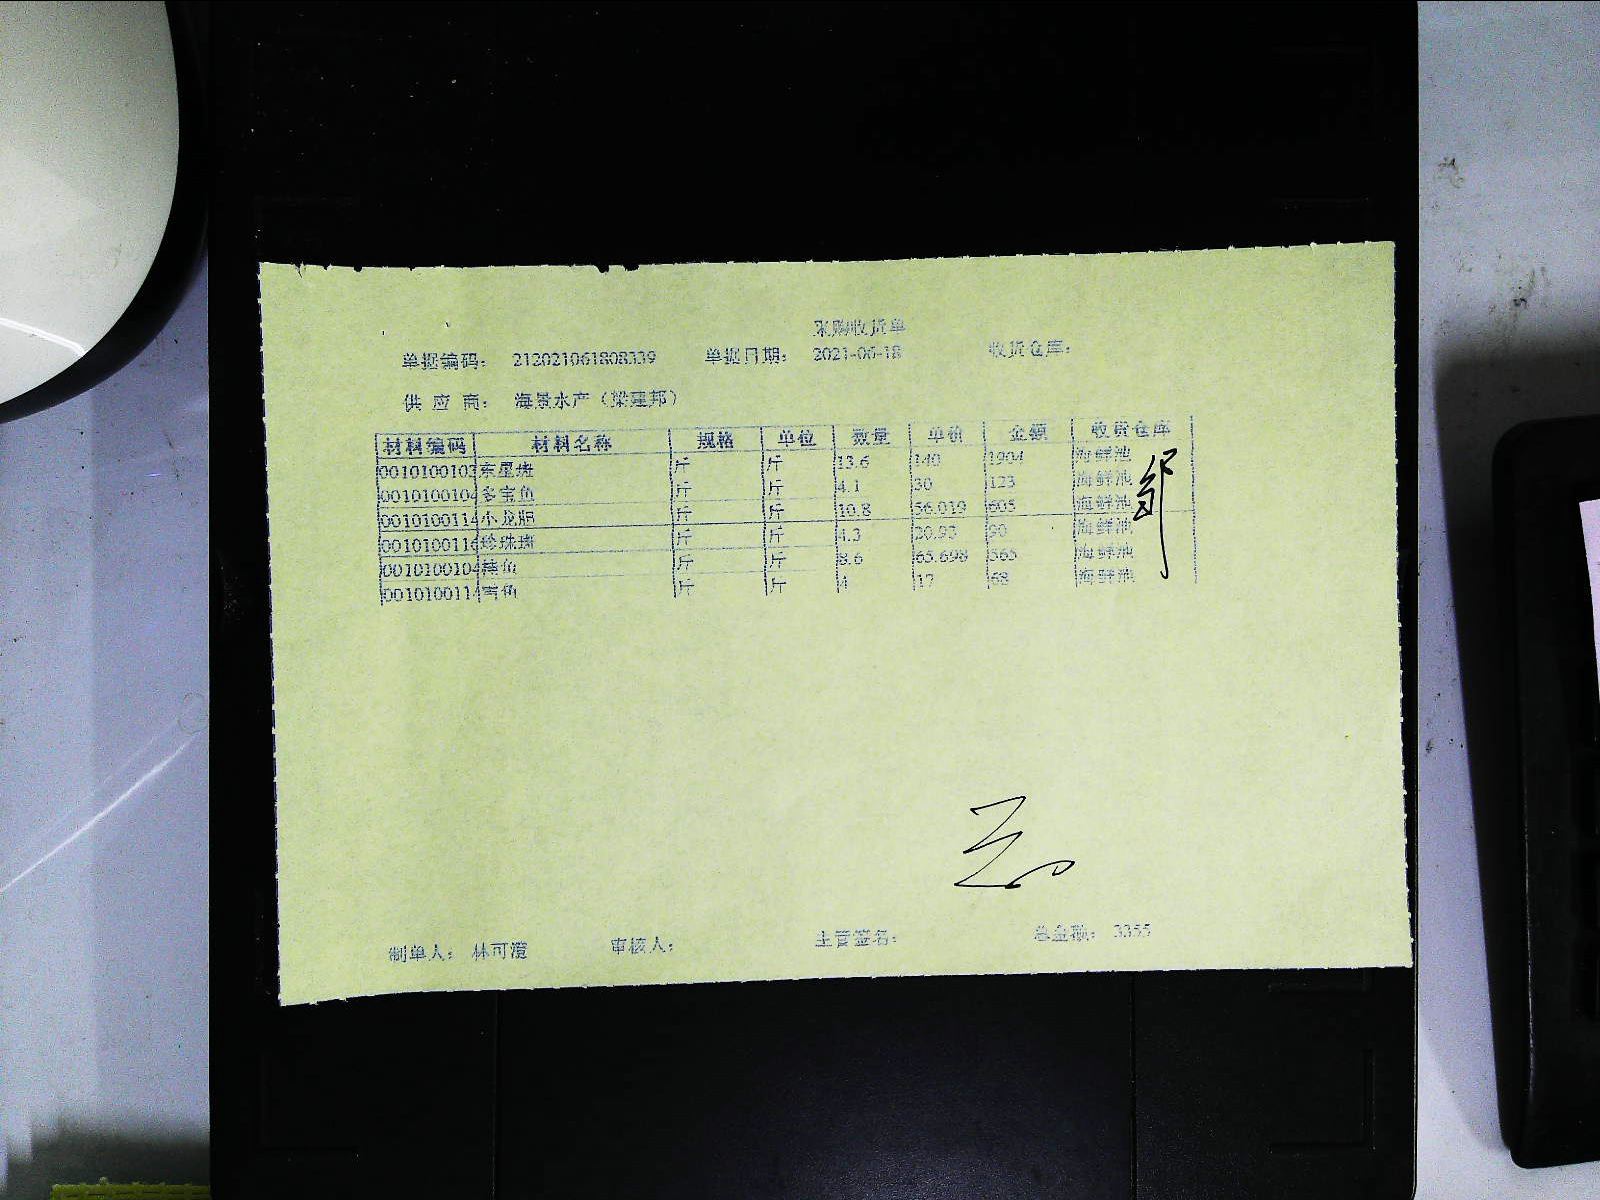 采购收货单
单据编码： 212021061808339 单据日期： 2021-06-18 收货仓库：
供 应 商： 海景水产（梁建邦）
材料编码 材料名称 规格 单位 数量 单价 金额 收货仓库
0010100103 东星斑 斤 斤 13.6 140 1904 海鲜池
0010100104 多宝鱼 斤 斤 4.1 30 123 海鲜池
0010100114 小龙胆 斤 斤 10.8 56.019 605 海鲜池
0010100116 珍珠斑 斤 斤 4.3 20.93 90 海鲜池
0010100104 斤 斤 8.6 65.698 565 海鲜池
0010100114 斤 斤 4 17 68 海鲜池
制单人： 林可澄 审核人： 主管签名： 总金额： 3355